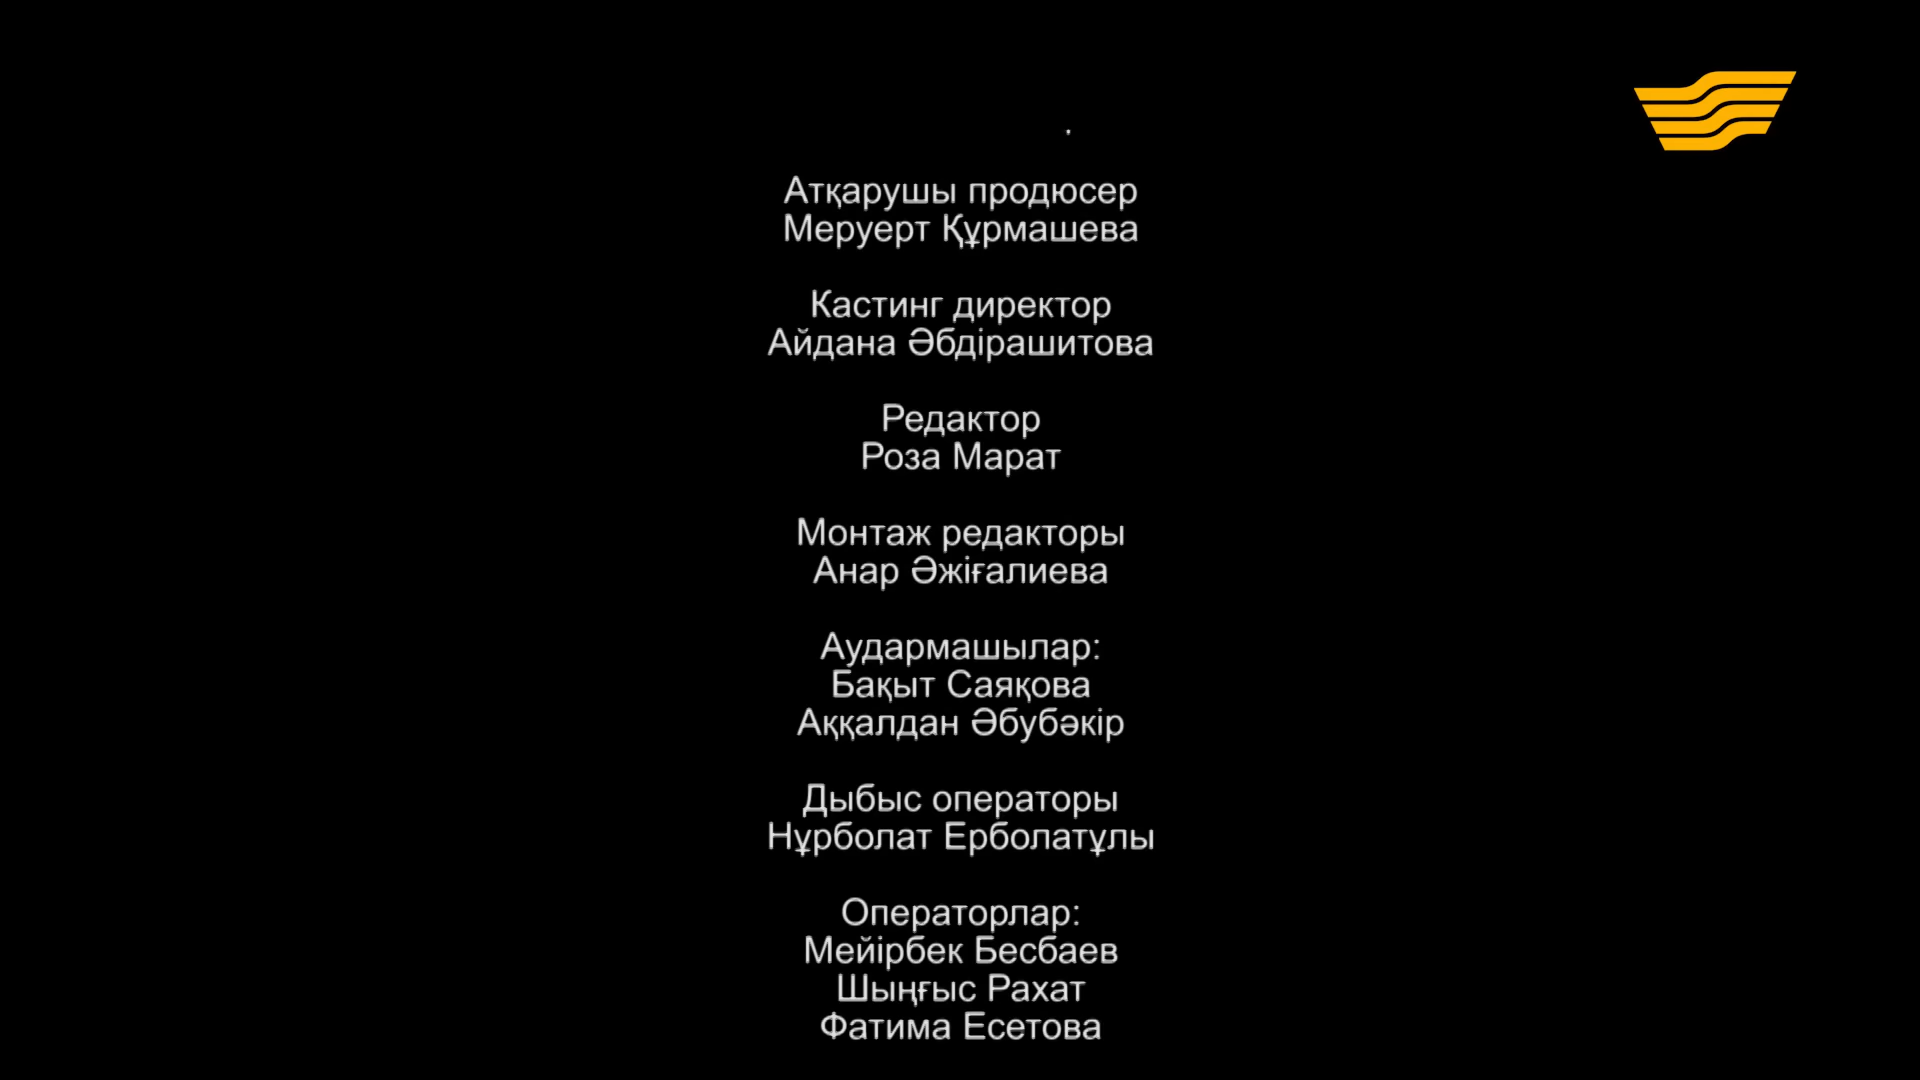 Атқарушы продюсер
Меруерт Құрмашева
Кастинг директор
Айдана Әбдірашитова
Редактор
Роза Марат
Монтаж редакторы
Анар Әжіғалиева
Аудармашылар:
Бақыт Саяқова
Аққалдан Әбубәкір
Дыбыс операторы
Нұрболат Ерболатұлы
Операторлар:
Мейірбек Бесбаев
Шыңғыс Рахат
Фатима Есетова